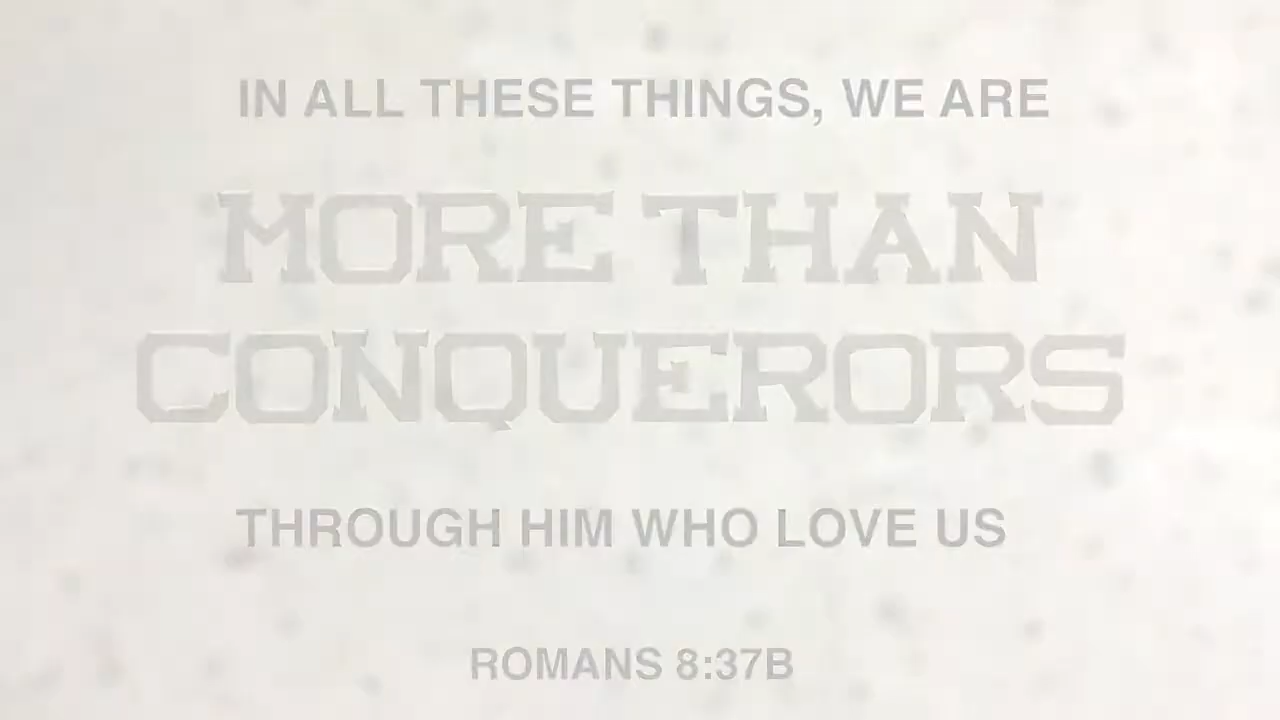 IN ALL THESE THINGS, WE ARE
MORE THAN
CONQUERORS
THROUGH HIM WHO LOVE US
ROMANS 8:37B